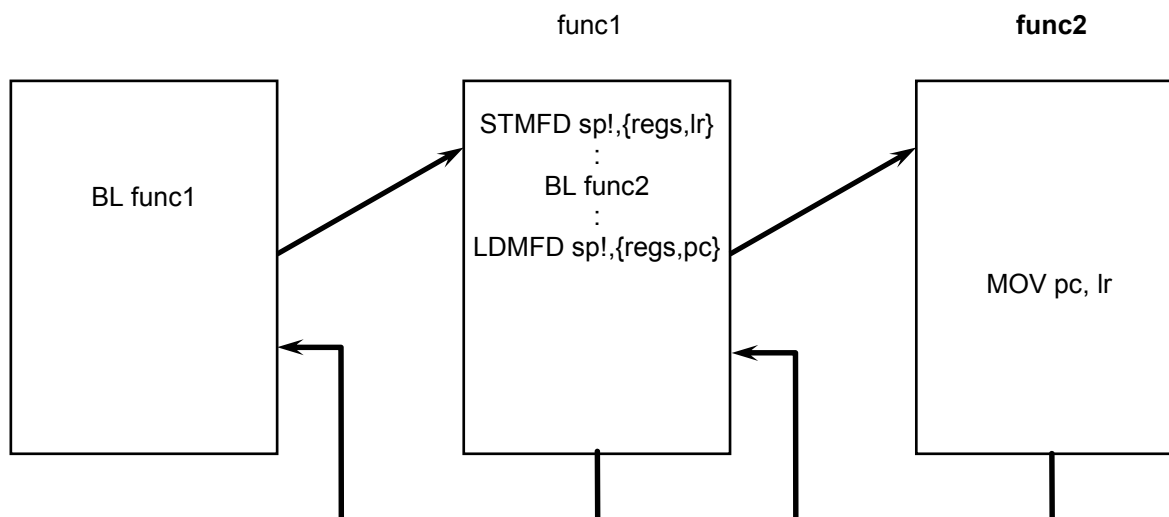 func1
func2
BL func1
STMFD sp!,{regs,lr}
:
BL func2
:
LDMFD sp!,{regs,pc}
MOV pc, lr